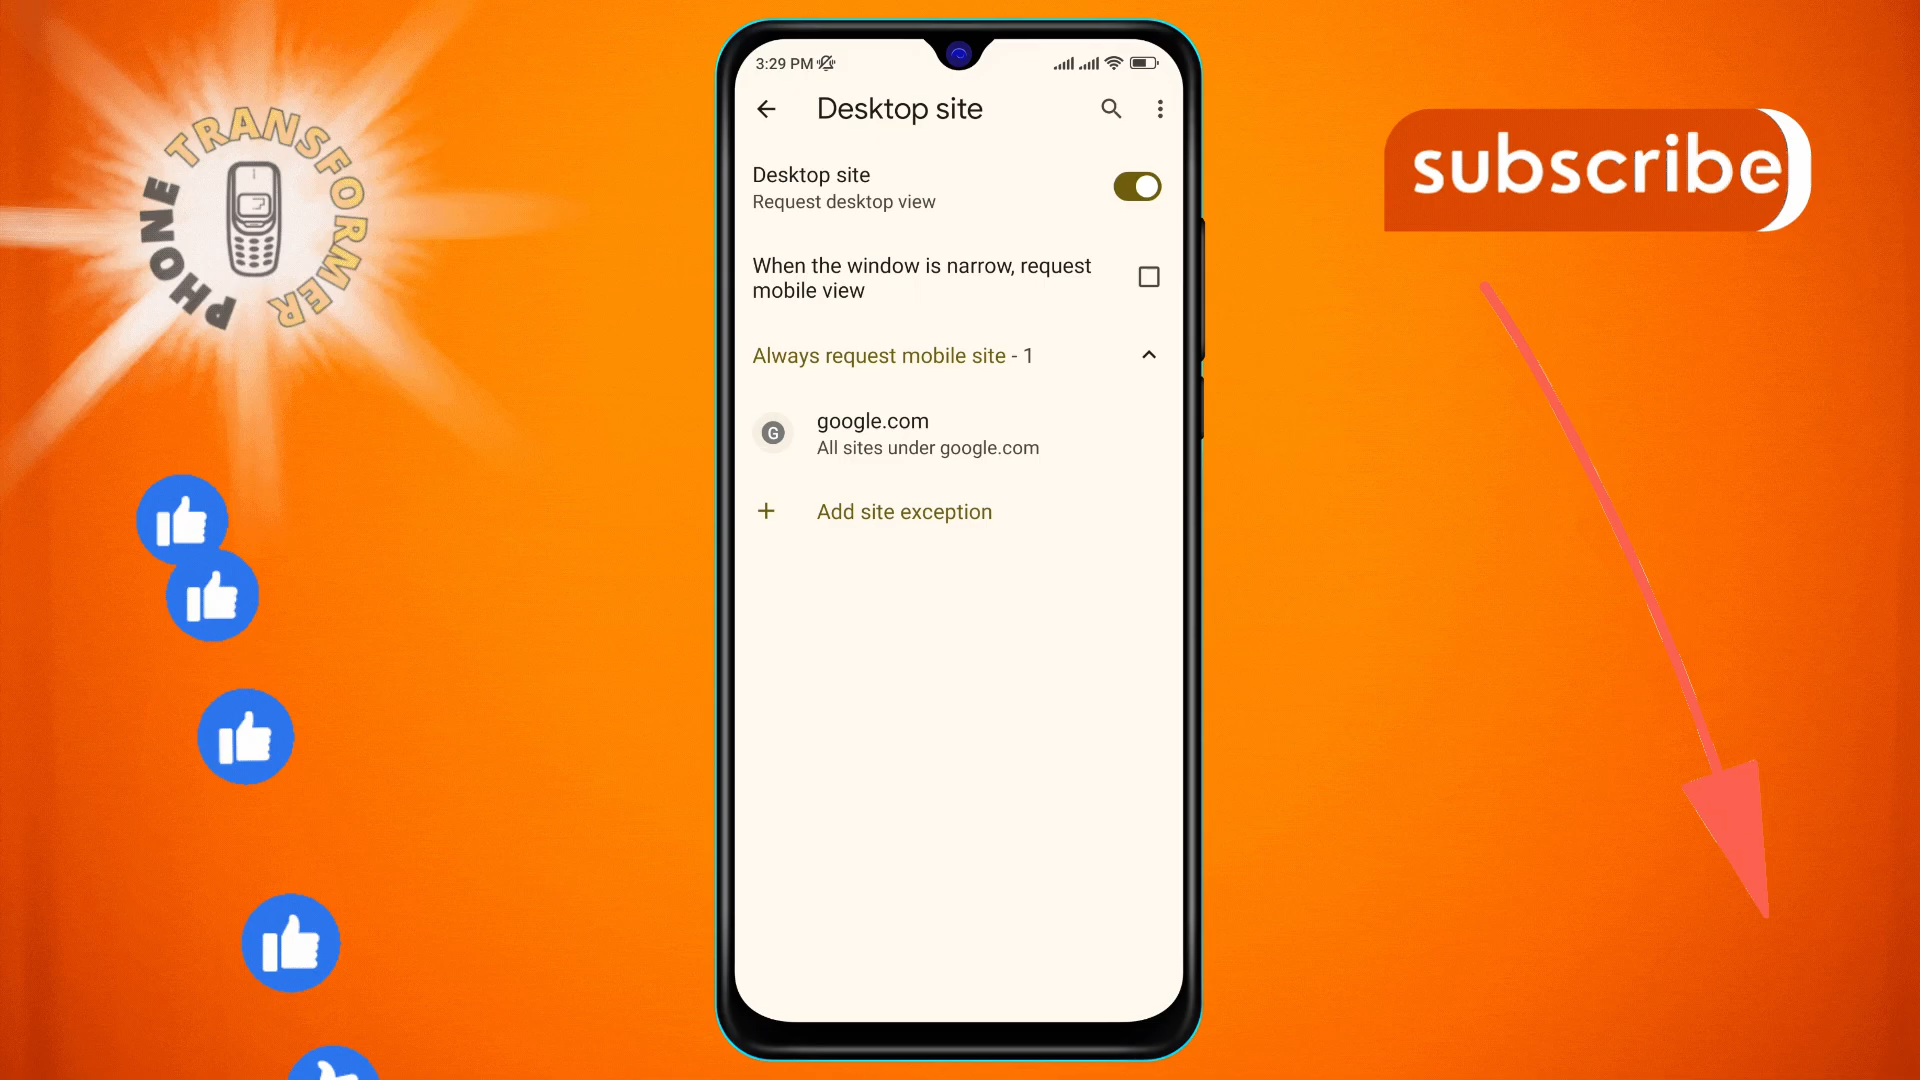 PHONE TRANSFORMER
3:29 PM
Desktop site
Desktop site
Request desktop view
When the window is narrow, request
mobile view
Always request mobile site - 1
G
google.com
All sites under google.com
+ Add site exception
subscribe